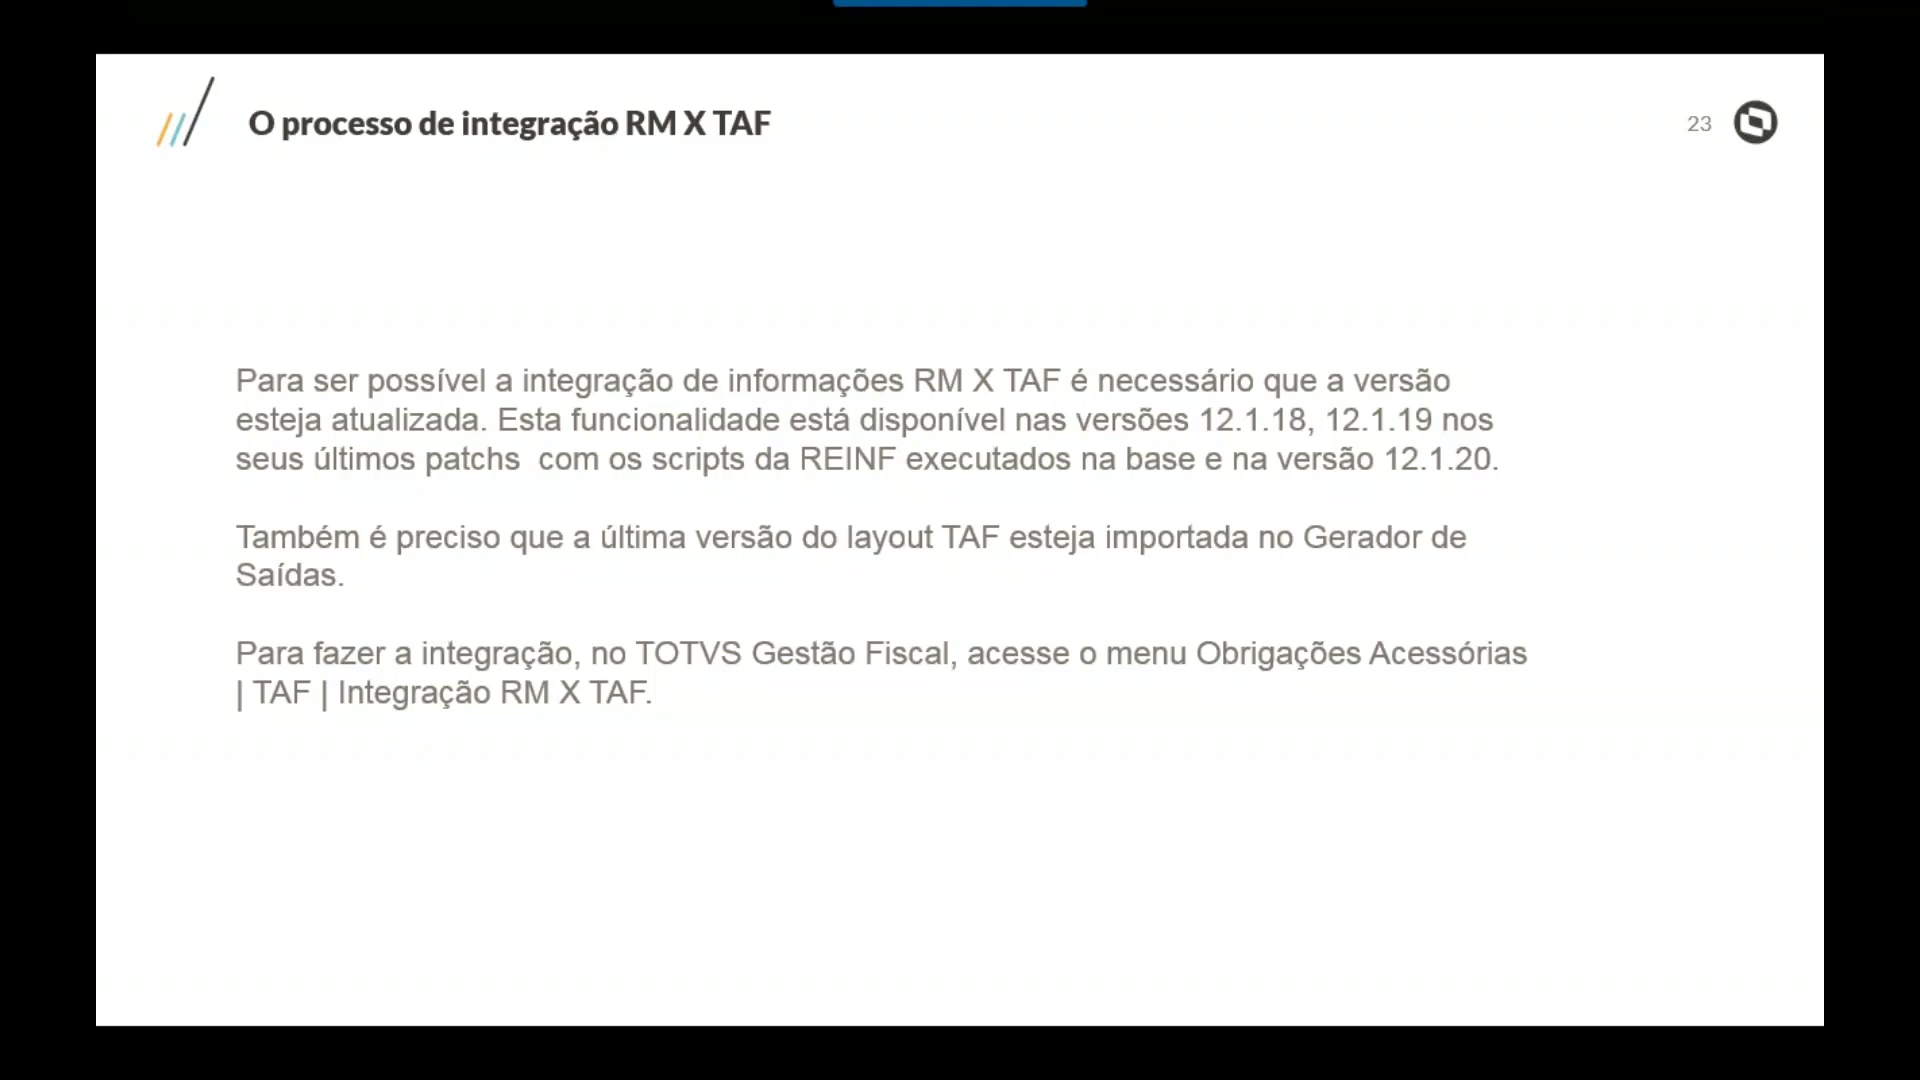 O processo de integração RM X TAF
23
Para ser possível a integração de informações RM X TAF é necessário que a versão
esteja atualizada. Esta funcionalidade está disponível nas versões 12.1.18, 12.1.19 nos
seus últimos patchs  com os scripts da REINF executados na base e na versão 12.1.20.
Também é preciso que a última versão do layout TAF esteja importada no Gerador de
Saídas.
Para fazer a integração, no TOTVS Gestão Fiscal, acesse o menu Obrigações Acessórias
| TAF | Integração RM X TAF.